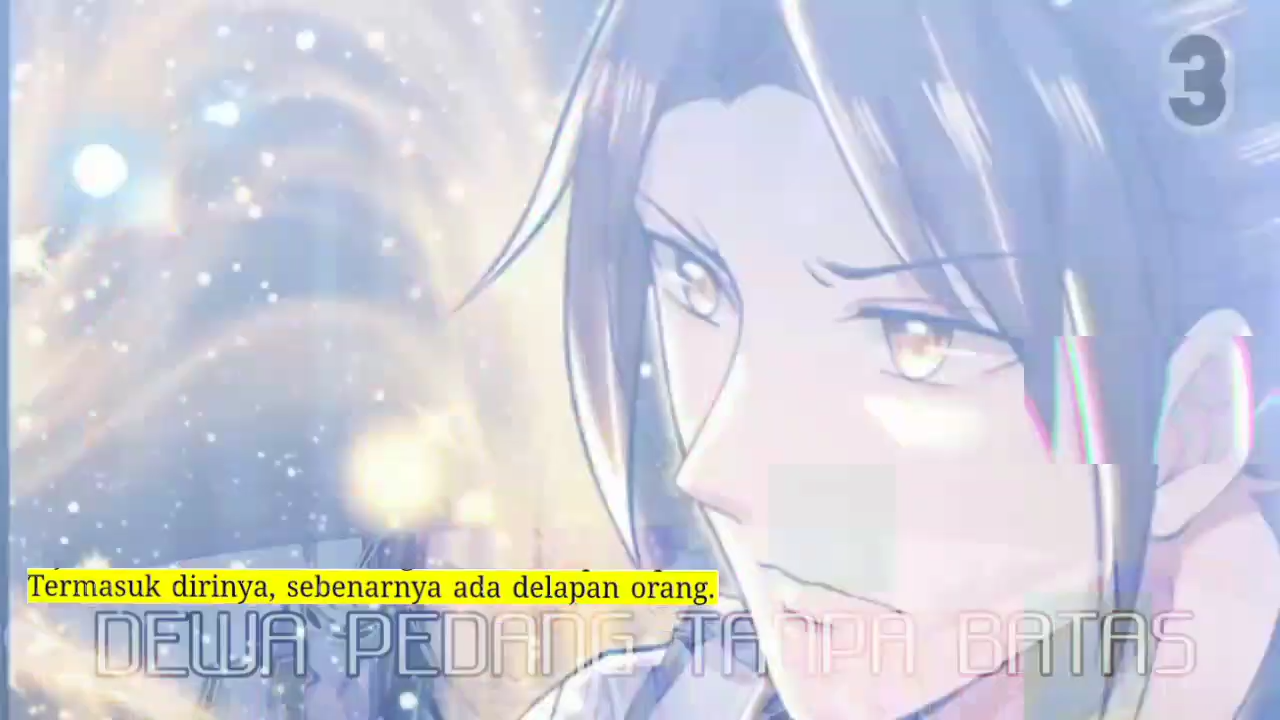 3
Termasuk dirinya, sebenarnya ada delapan orang.
DEWA PEDANG TANPA BATAS